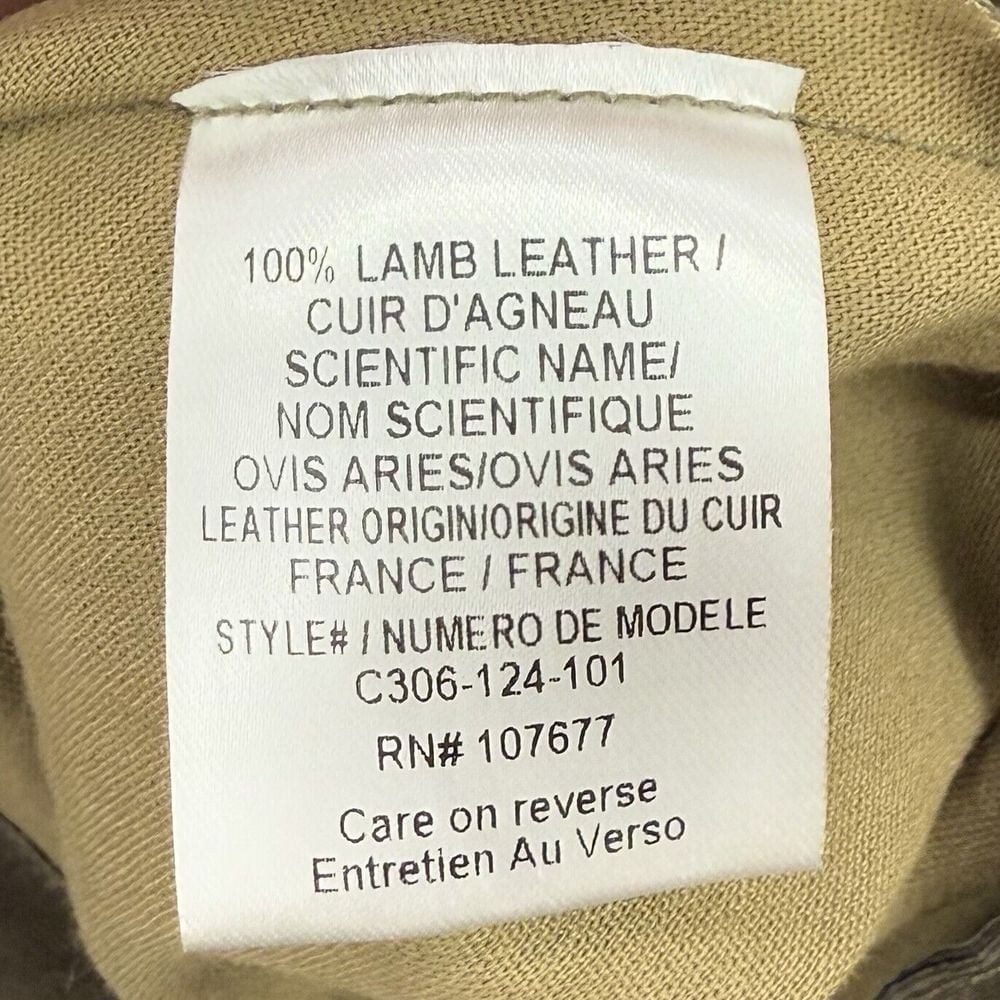 100% LAMB LEATHER /
CUIR D'AGNEAU
SCIENTIFIC NAME/
NOM SCIENTIFIQUE
OVIS ARIES/OVIS ARIES
LEATHER ORIGIN/ORIGINE DU CUIR
FRANCE / FRANCE
STYLE# / NUMERO DE MODELE
C306-124-101
RN# 107677
Care on reverse
Entretien Au Verso